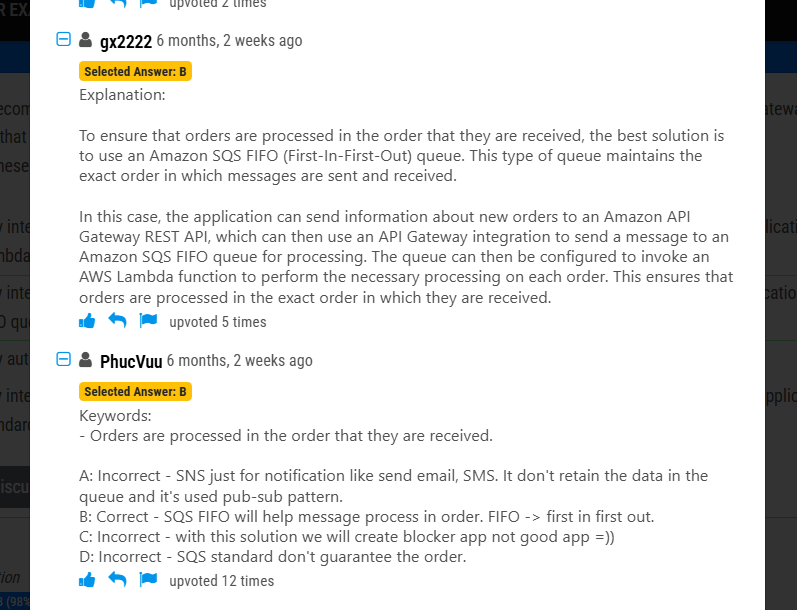 upvoted 2 times
gx2222 6 months, 2 weeks ago
Selected Answer: B
Explanation:
To ensure that orders are processed in the order that they are received, the best solution is
to use an Amazon SQS FIFO (First-In-First-Out) queue. This type of queue maintains the
exact order in which messages are sent and received.
In this case, the application can send information about new orders to an Amazon API
Gateway REST API, which can then use an API Gateway integration to send a message to an
Amazon SQS FIFO queue for processing. The queue can then be configured to invoke an
AWS Lambda function to perform the necessary processing on each order. This ensures that
orders are processed in the exact order in which they are received.
upvoted 5 times
PhucVuu 6 months, 2 weeks ago
Selected Answer: B
Keywords:
- Orders are processed in the order that they are received.
A: Incorrect - SNS just for notification like send email, SMS. It don't retain the data in the
queue and it's used pub-sub pattern.
B: Correct - SQS FIFO will help message process in order. FIFO -> first in first out.
C: Incorrect - with this solution we will create blocker app not good app =))
D: Incorrect - SQS standard don't guarantee the order.
upvoted 12 times